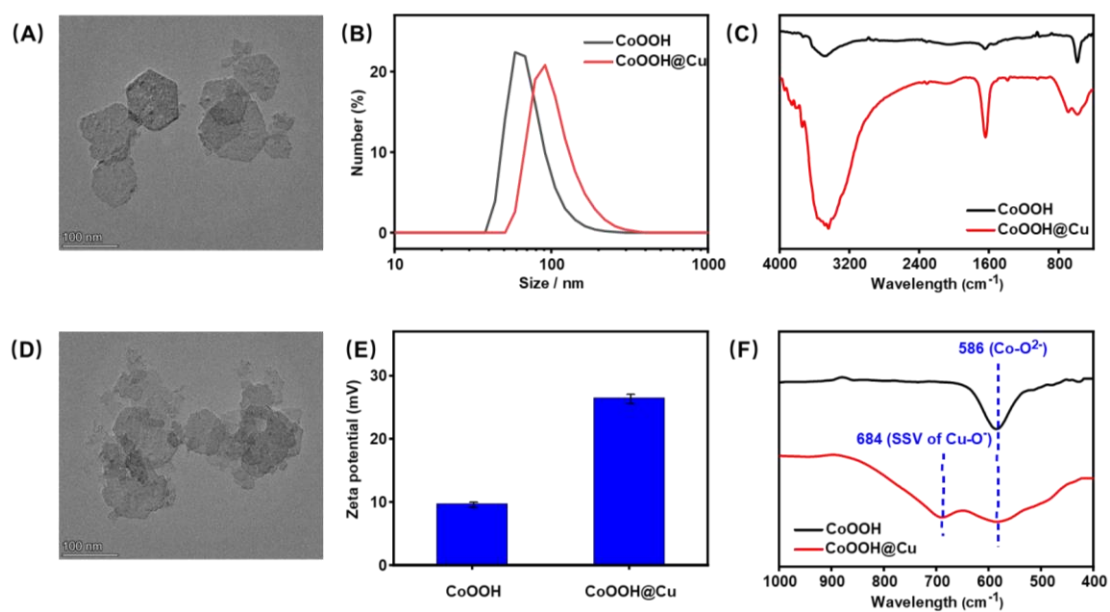 (A)
100 nm
(B)
CoOOH
CoOOH@Cu
Number (%)
20
10
0
10
100
1000
Size / nm
(C)
CoOOH
CoOOH@Cu
4000
3200
2400
1600
800
Wavelength (cm⁻¹)
(D)
100 nm
(E)
Zeta potential (mV)
30
20
10
0
CoOOH
CoOOH@Cu
(F)
586 (Co-O²⁻)
684 (SSV of Cu-O⁻)
CoOOH
CoOOH@Cu
1000
900
800
700
600
500
400
Wavelength (cm⁻¹)